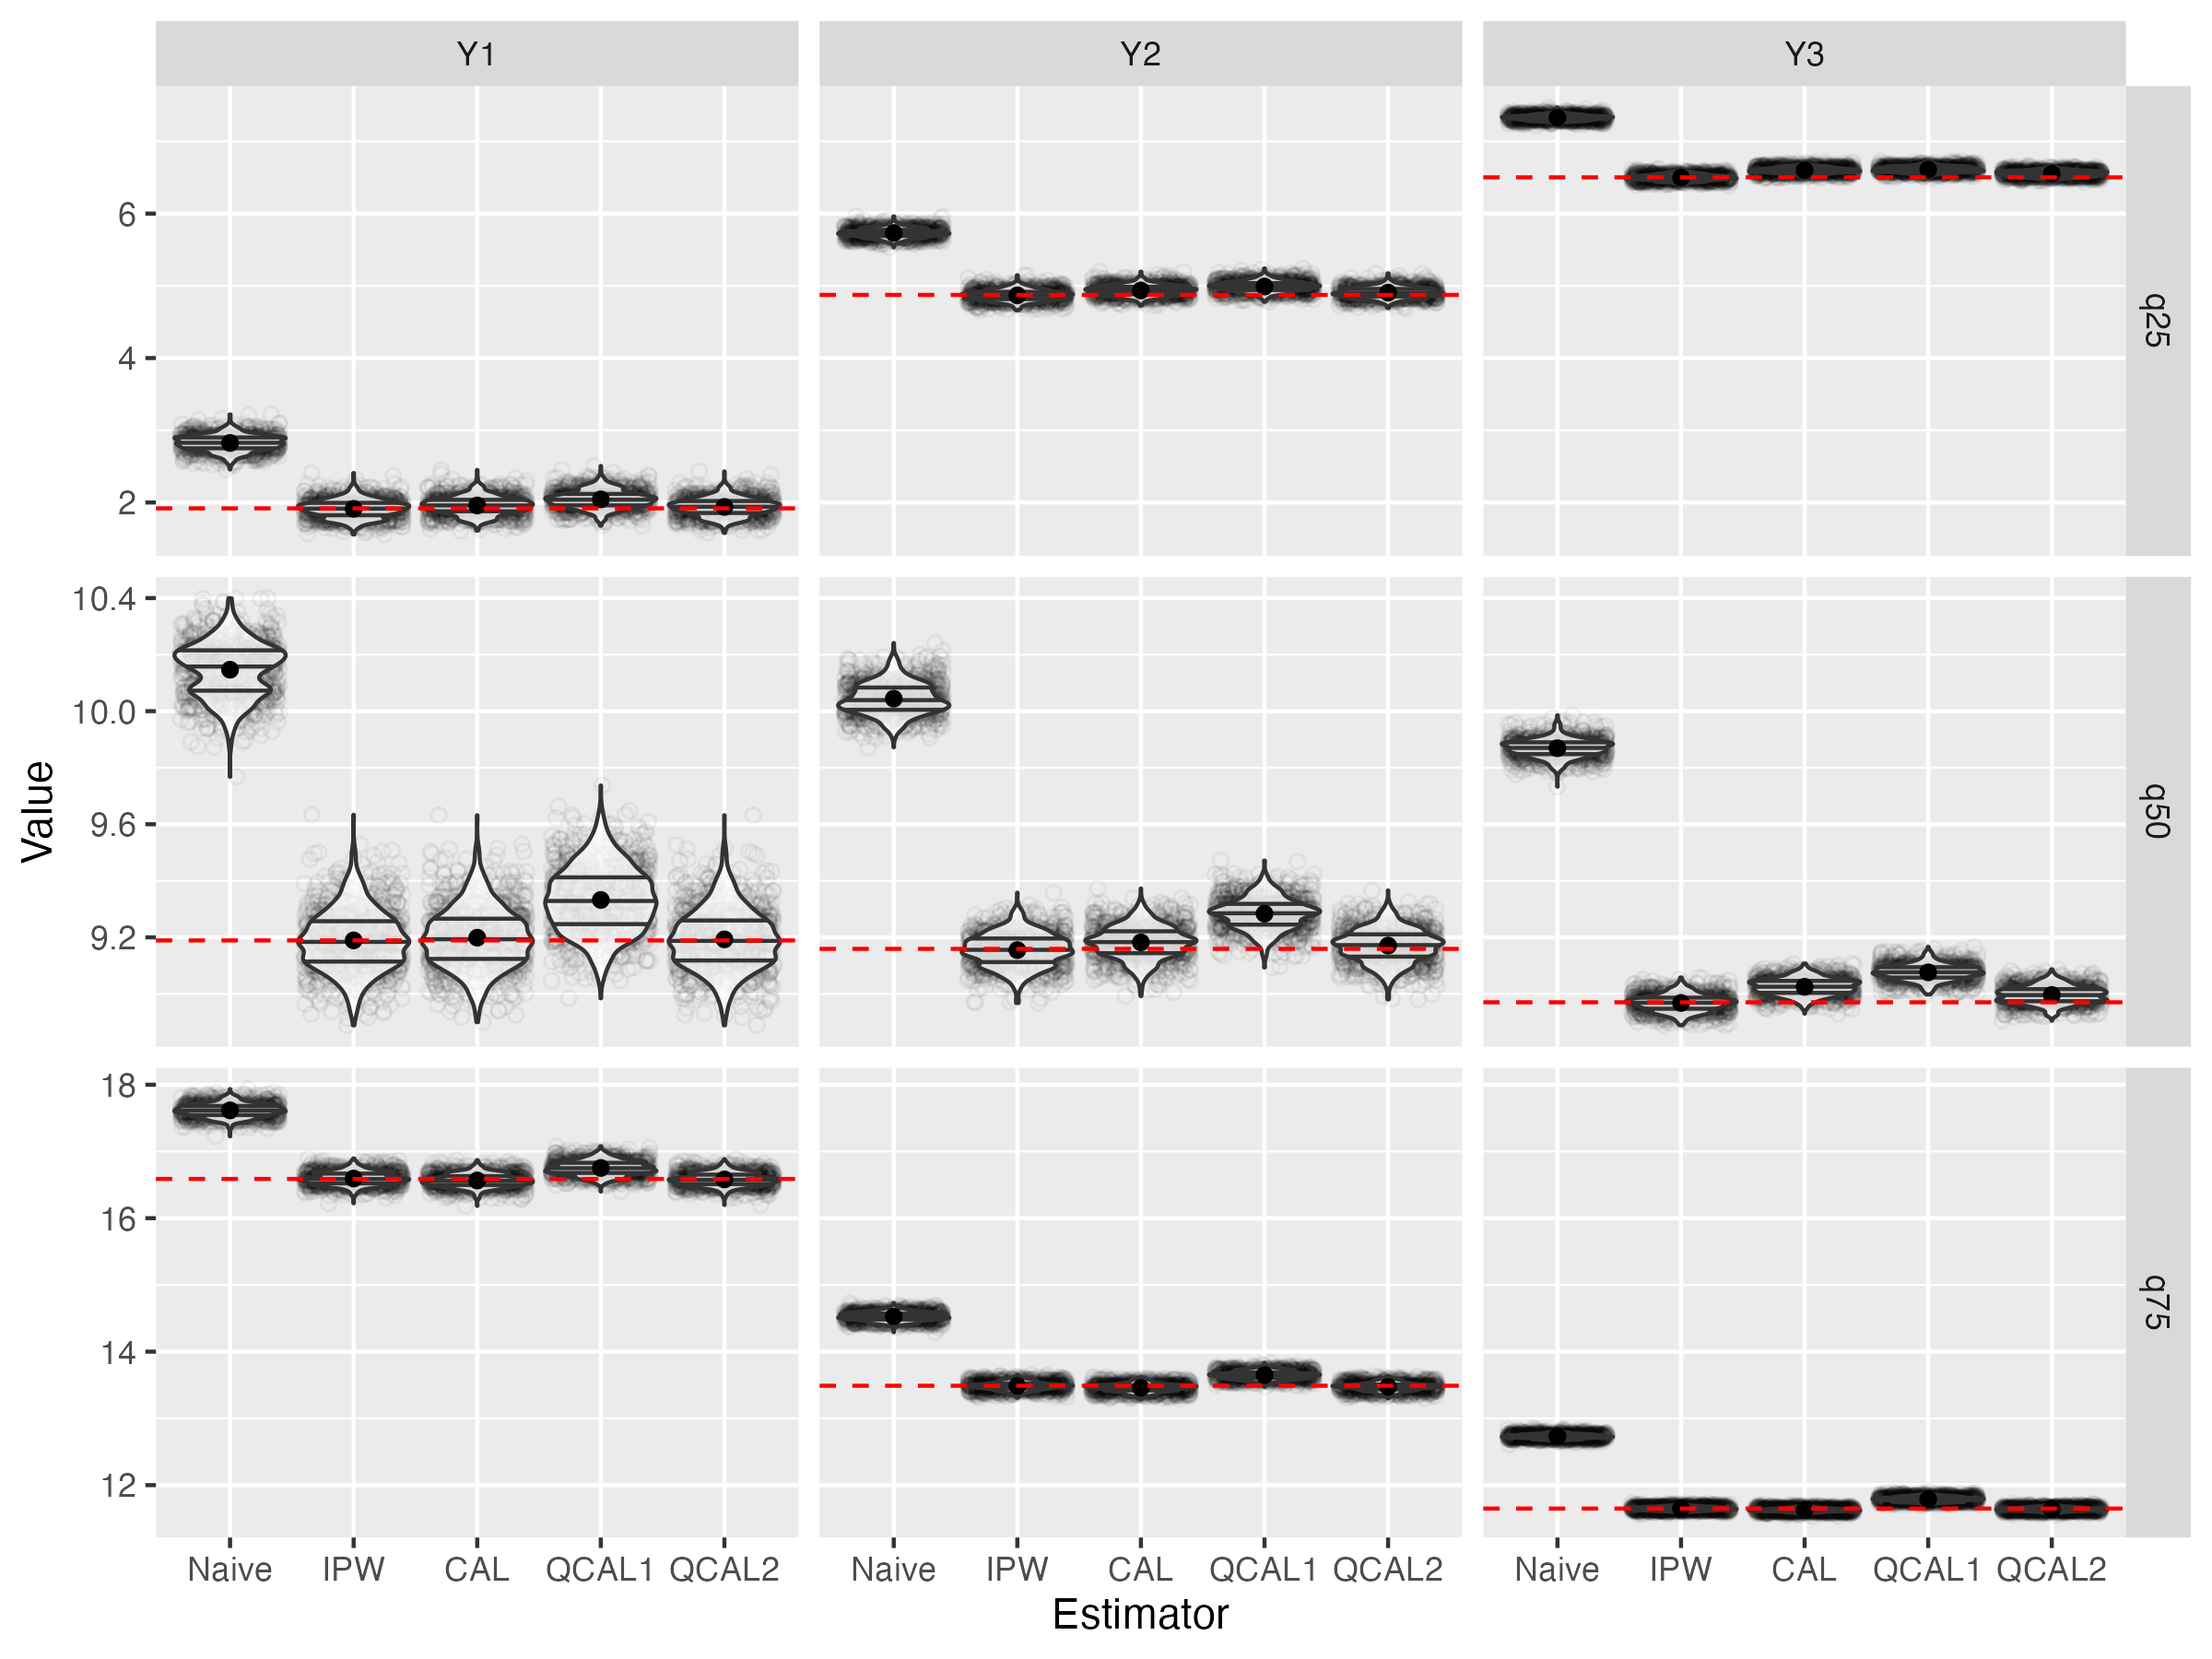 Y1 Y2 Y3
6
4
2
q25
10.4
10.0
9.6
9.2
q50
Value
18
16
14
12
q75
Naive IPW CAL QCAL1 QCAL2 Naive IPW CAL QCAL1 QCAL2 Naive IPW CAL QCAL1 QCAL2
Estimator